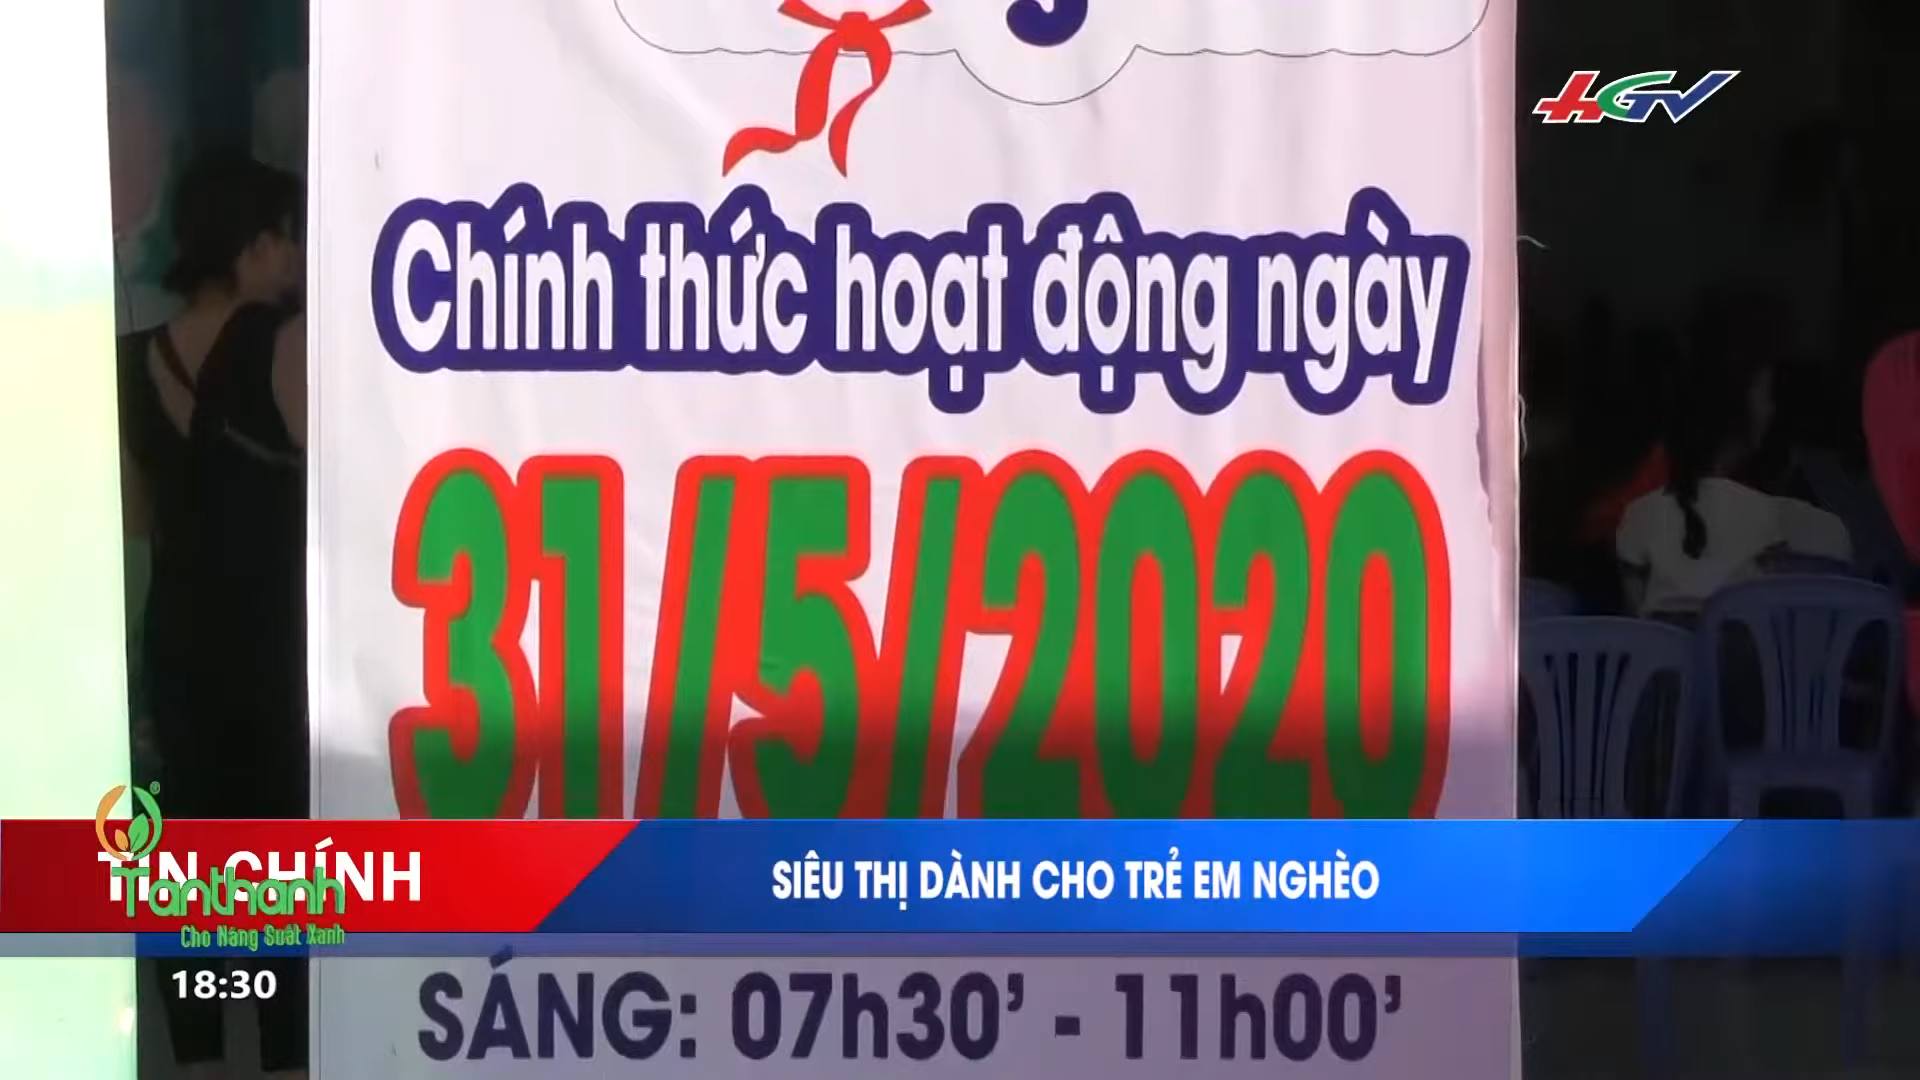 HGV
Chính thức hoạt động ngày
31/5/2020
TIN CHÍNH
SIÊU THỊ DÀNH CHO TRẺ EM NGHÈO
Tanthanh
Cho Năng Suất Xanh
18:30
SÁNG: 07h30’ - 11h00’